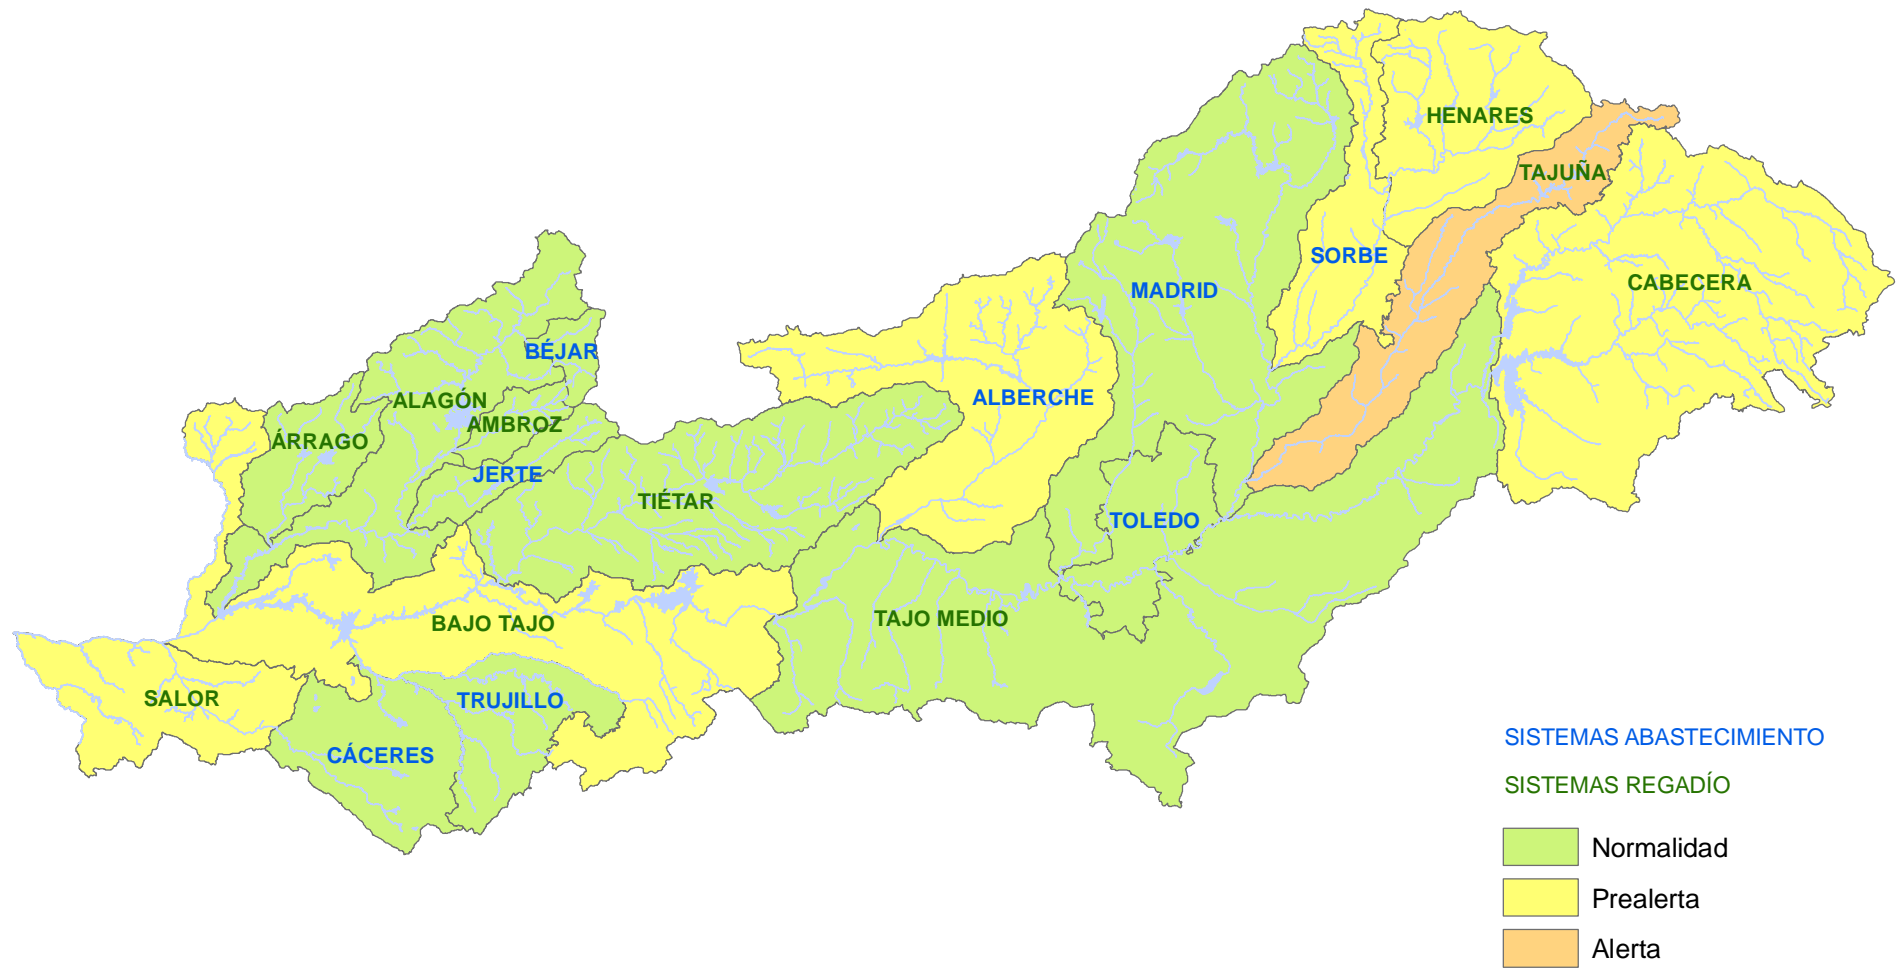 HENARES
TAJUÑA
SORBE
CABECERA
MADRID
BÉJAR
ALAGÓN
ALBERCHE
AMBROZ
ÁRRAGO
JERTE
TIÉTAR
TOLEDO
BAJO TAJO
TAJO MEDIO
SALOR
TRUJILLO
CÁCERES
SISTEMAS ABASTECIMIENTO
SISTEMAS REGADÍO
Normalidad
Prealerta
Alerta